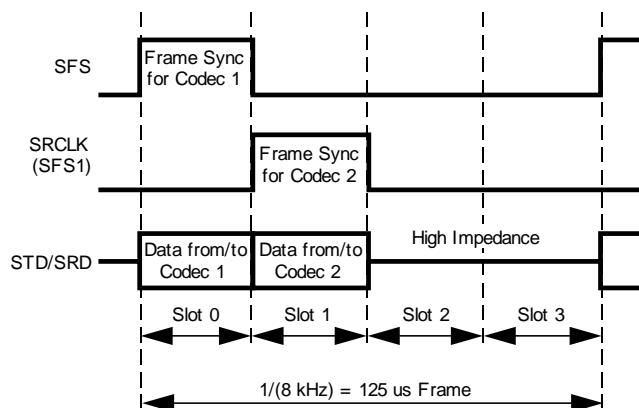 SFS
Frame Sync
for Codec 1
SRCLK
(SFS1)
Frame Sync
for Codec 2
STD/SRD
Data from/to
Codec 1
Data from/to
Codec 2
High Impedance
Slot 0
Slot 1
Slot 2
Slot 3
1/(8 kHz) = 125 us Frame